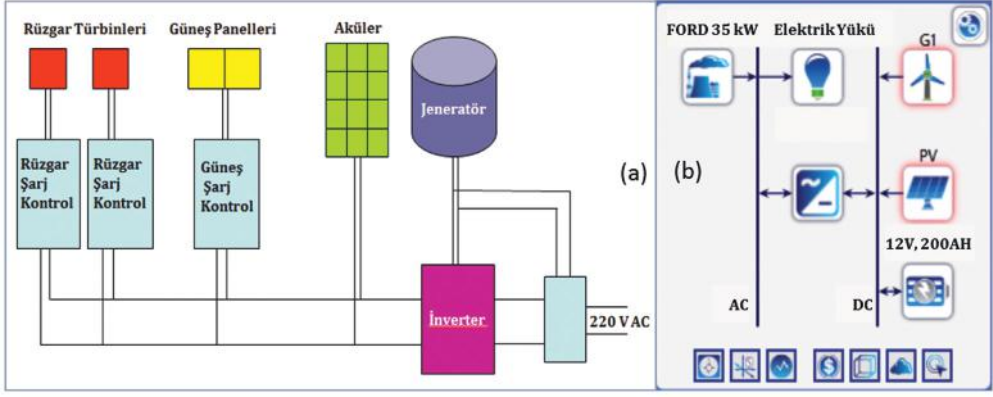 Rüzgar Türbinleri
Güneş Panelleri
Aküler
Jeneratör
Rüzgar
Şarj
Kontrol
Rüzgar
Şarj
Kontrol
Güneş
Şarj
Kontrol
İnverter
220 V AC
(a)
(b)
FORD 35 kW
Elektrik Yükü
G1
PV
12V, 200AH
AC
DC